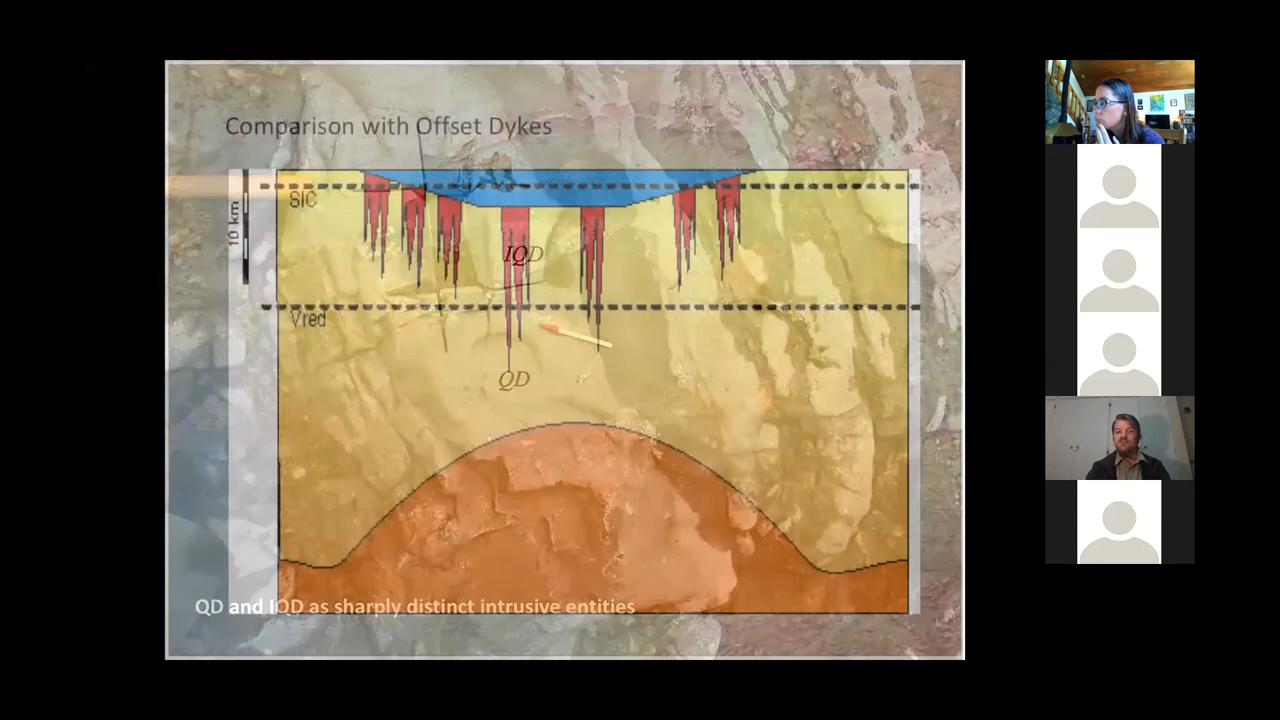 Comparison with Offset Dykes
SIC
10 km
IQD
Vred
QD
QD and IQD as sharply distinct intrusive entities